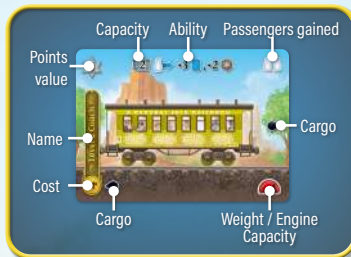 Capacity
Ability
Passengers gained
Points
value
Name
Cost
Cargo
Cargo
Weight / Engine
Capacity